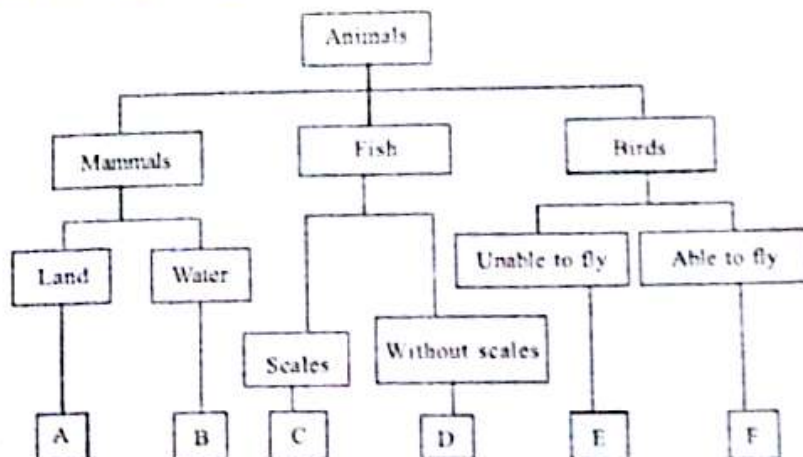 Animals
Mammals Fish Birds
Land Water Unable to fly Able to fly
Scales Without scales
A B C D E F